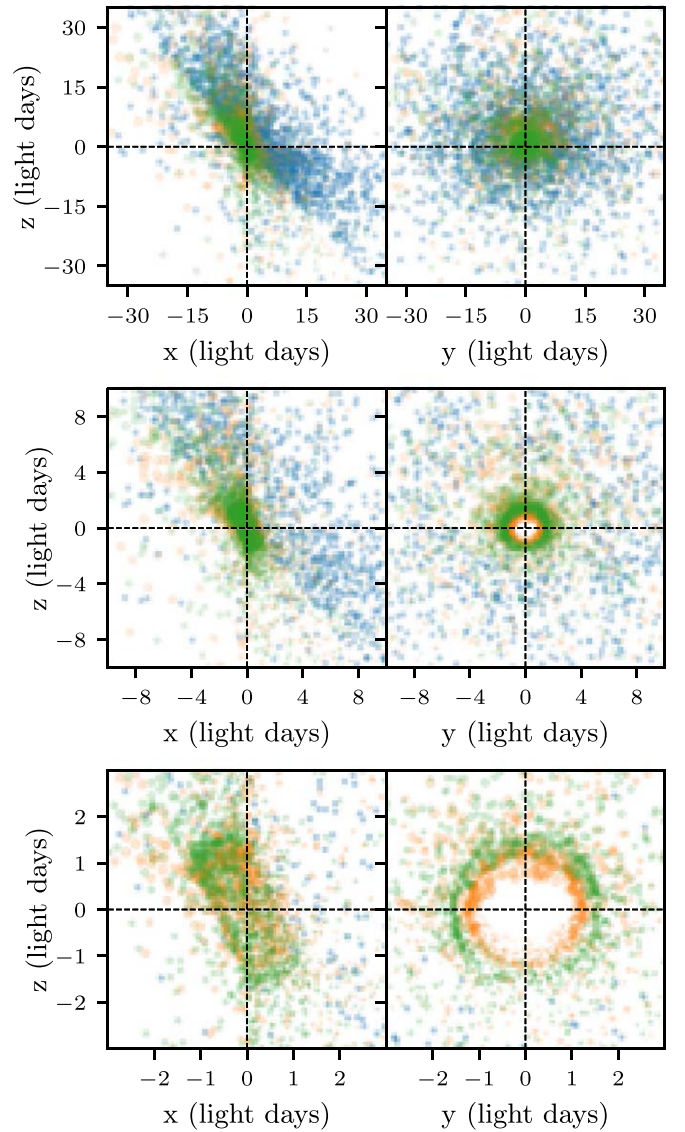 30
15
0
−15
−30
z (light days)
−30 −15 0 15 30 −30 −15 0 15 30
x (light days) y (light days)
8
4
0
−4
−8
z (light days)
−8 −4 0 4 8 −8 −4 0 4 8
x (light days) y (light days)
2
1
0
−1
−2
z (light days)
−2 −1 0 1 2 −2 −1 0 1 2
x (light days) y (light days)